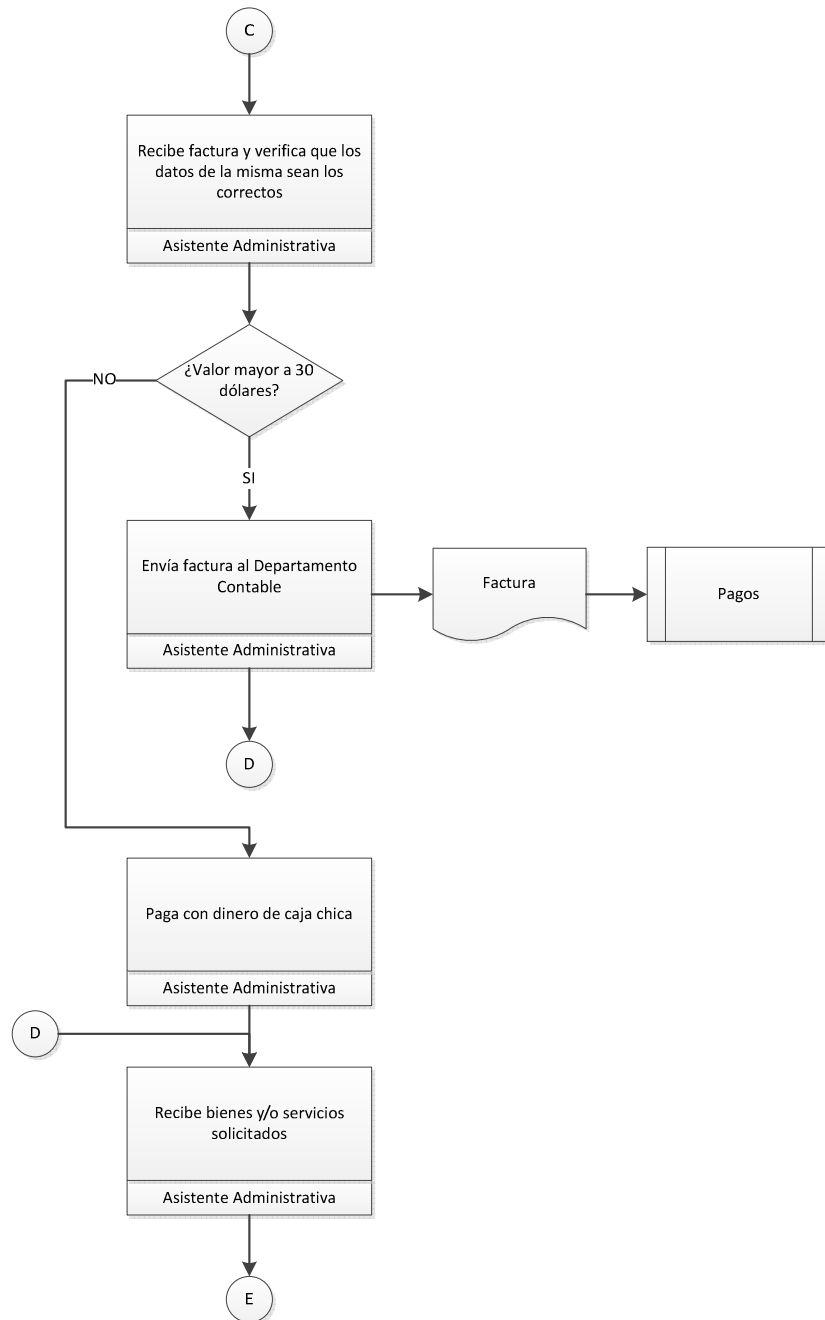 C
Recibe factura y verifica que los
datos de la misma sean los
correctos
Asistente Administrativa
¿Valor mayor a 30
dólares?
NO
SI
Envía factura al Departamento
Contable
Asistente Administrativa
Factura
Pagos
D
Paga con dinero de caja chica
Asistente Administrativa
D
Recibe bienes y/o servicios
solicitados
Asistente Administrativa
E